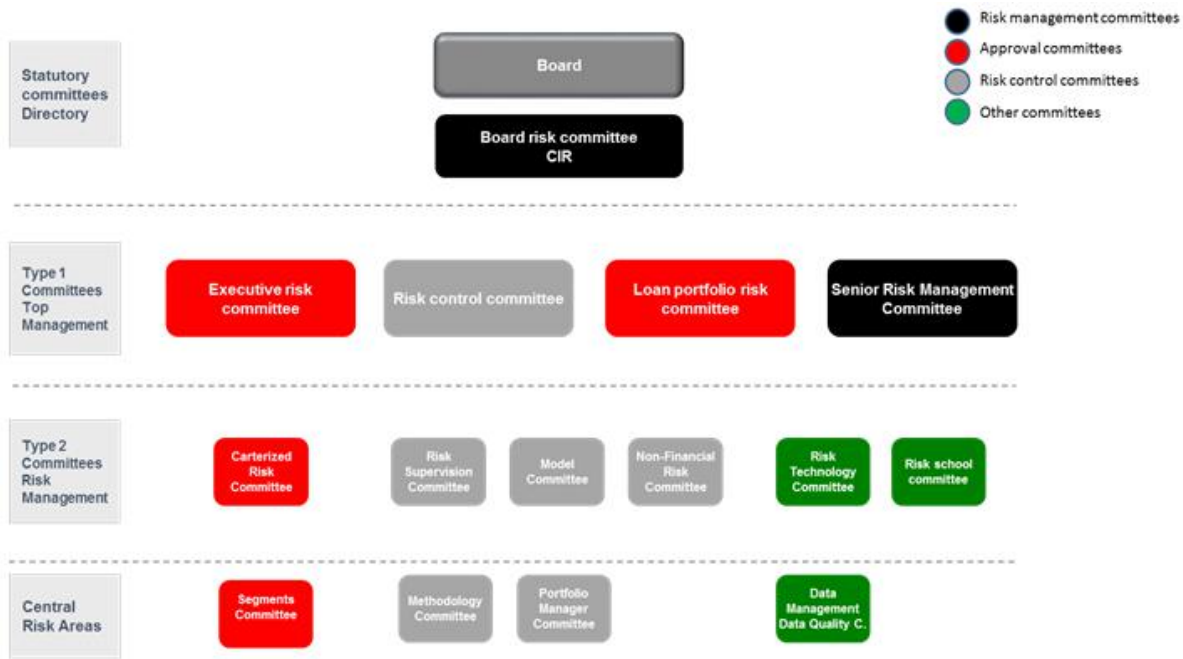 Risk management committees
Approval committees
Risk control committees
Other committees
Statutory
committees
Directory
Board
Board risk committee
CIR
Type 1
Committees
Top
Management
Executive risk
committee
Risk control committee
Loan portfolio risk
committee
Senior Risk Management
Committee
Type 2
Committees
Risk
Management
Carterized
Risk
Committee
Risk
Supervision
Committee
Model
Committee
Non-Financial
Risk
Committee
Risk
Technology
Committee
Risk school
committee
Central
Risk Areas
Segments
Committee
Methodology
Committee
Portfolio
Manager
Committee
Data
Management
Data Quality C.